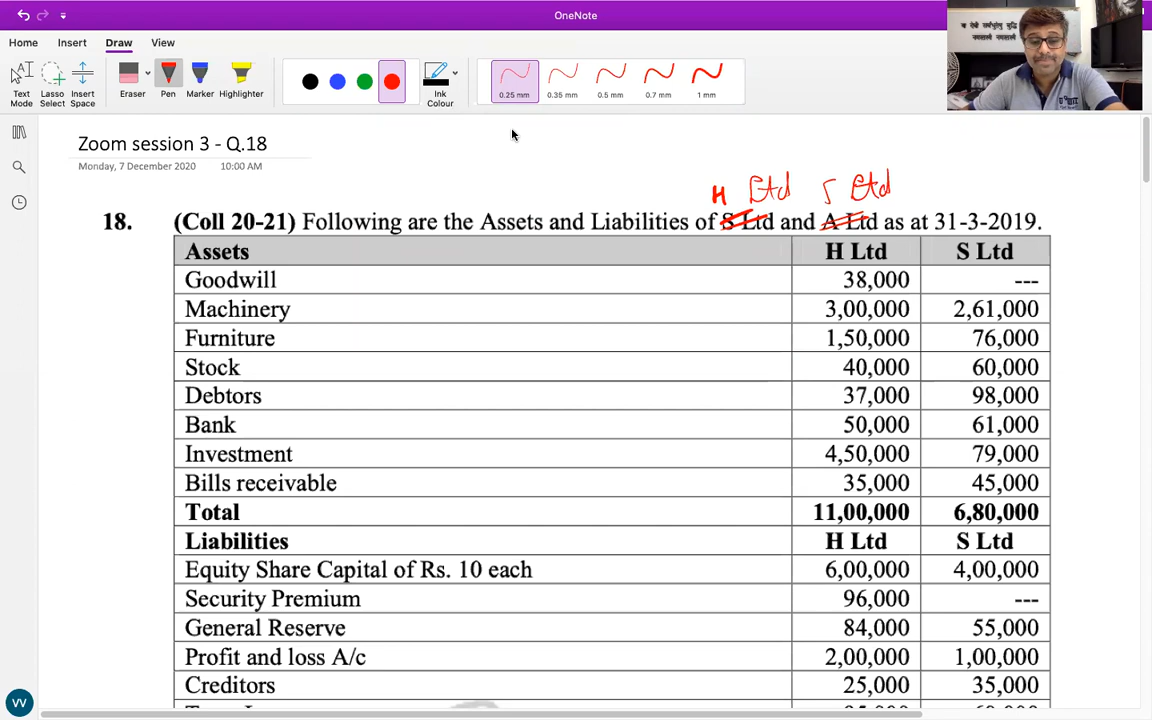 OneNote
Home Insert Draw View
Text Mode Lasso Select Insert Space Eraser Pen Marker Highlighter Ink Colour 0.25 mm 0.35 mm 0.5 mm 0.7 mm 1 mm
Zoom session 3 - Q.18
Monday, 7 December 2020 10:00 AM
H Ltd S Ltd
18. (Coll 20-21) Following are the Assets and Liabilities of S Ltd and A Ltd as at 31-3-2019.
Assets H Ltd S Ltd
Goodwill 38,000 ---
Machinery 3,00,000 2,61,000
Furniture 1,50,000 76,000
Stock 40,000 60,000
Debtors 37,000 98,000
Bank 50,000 61,000
Investment 4,50,000 79,000
Bills receivable 35,000 45,000
Total 11,00,000 6,80,000
Liabilities H Ltd S Ltd
Equity Share Capital of Rs. 10 each 6,00,000 4,00,000
Security Premium 96,000 ---
General Reserve 84,000 55,000
Profit and loss A/c 2,00,000 1,00,000
Creditors 25,000 35,000
VV